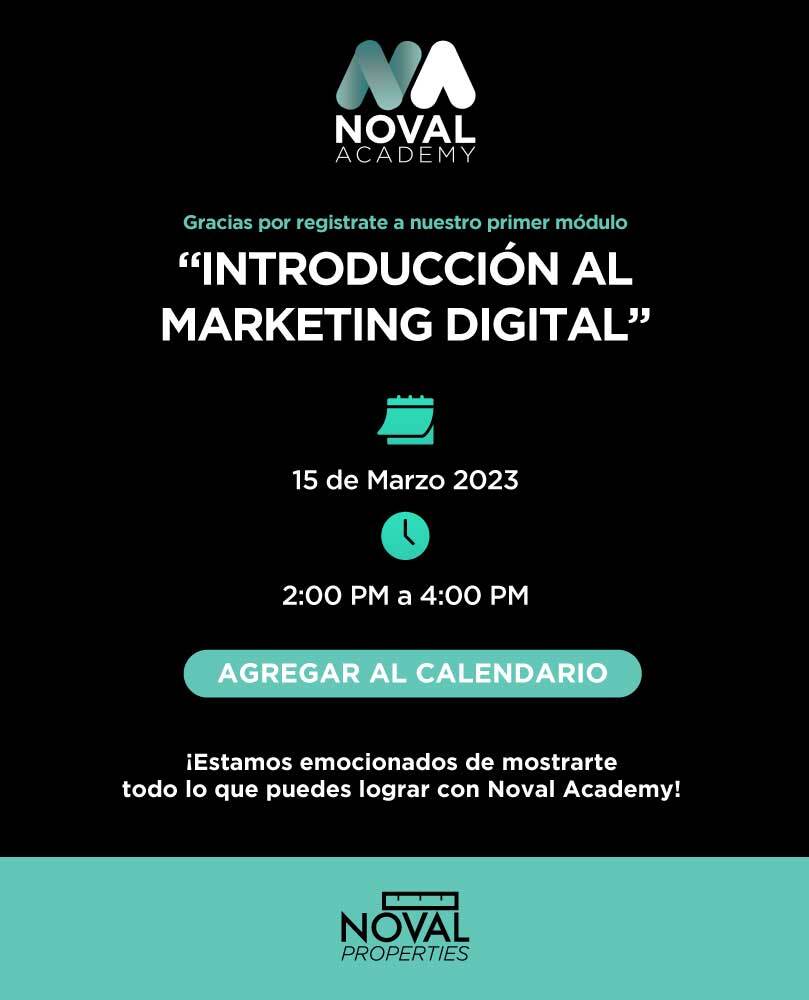 NOVAL
ACADEMY
Gracias por registrate a nuestro primer módulo
“INTRODUCCIÓN AL
MARKETING DIGITAL”
15 de Marzo 2023
2:00 PM a 4:00 PM
AGREGAR AL CALENDARIO
¡Estamos emocionados de mostrarte
todo lo que puedes lograr con Noval Academy!
NOVAL
PROPERTIES